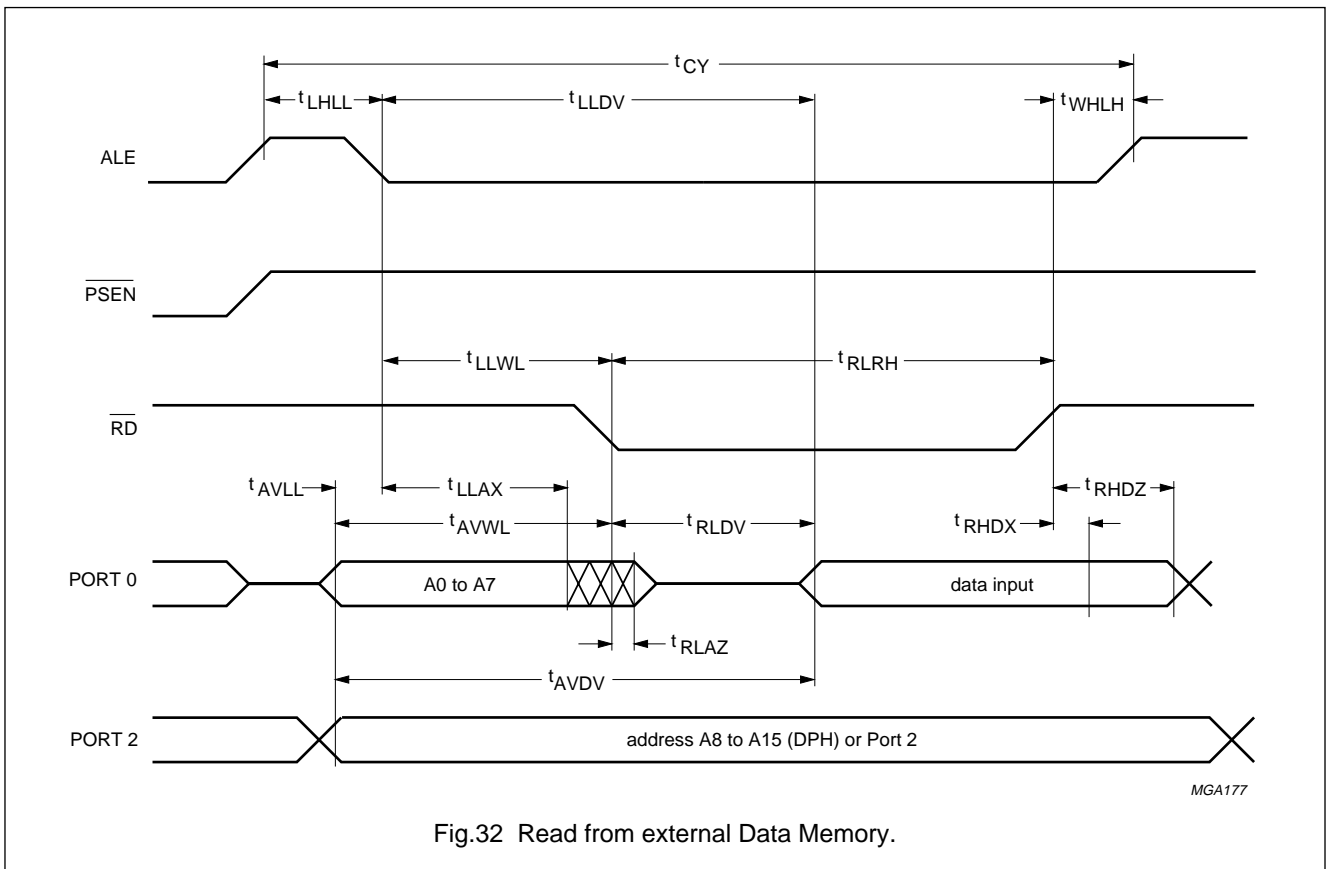 tCY
tLHLL
tLLDV
tWHLH
ALE
PSEN
tLLWL
tRLRH
RD
tAVLL
tLLAX
tRHDZ
tAVWL
tRLDV
tRHDX
PORT 0
A0 to A7
data input
tRLAZ
tAVDV
PORT 2
address A8 to A15 (DPH) or Port 2
MGA177
Fig.32 Read from external Data Memory.